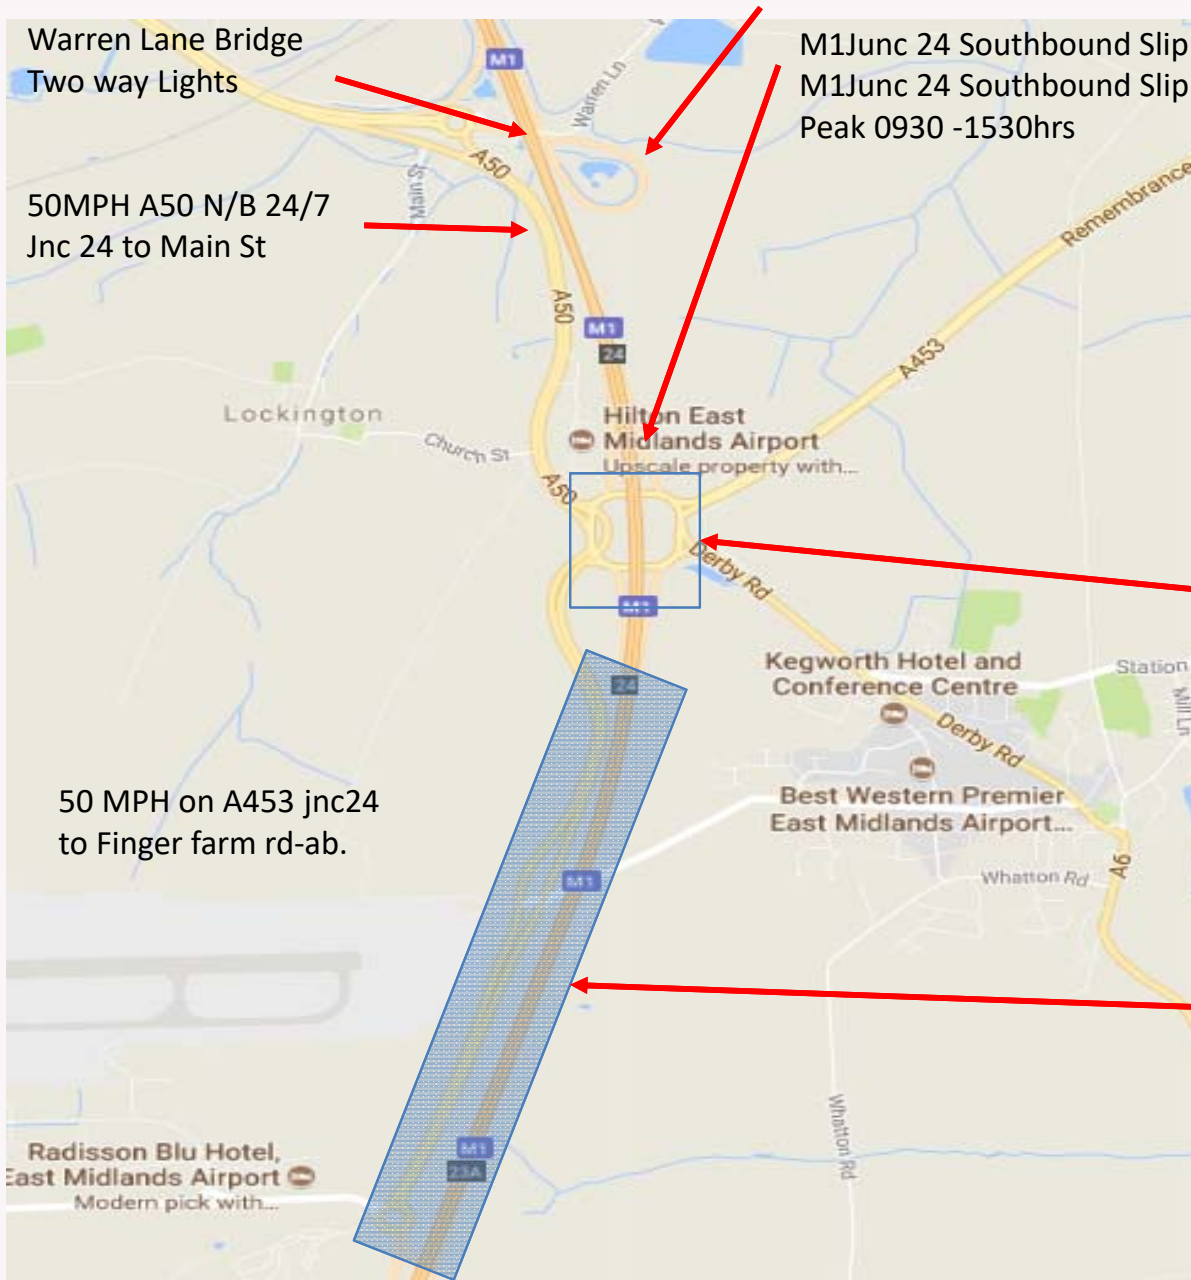 Warren Lane Bridge
Two way Lights
M1Junc 24 Southbound Slip
M1Junc 24 Southbound Slip
Peak 0930 -1530hrs
M1
Warren Ln
A50
Main St
50MPH A50 N/B 24/7
Jnc 24 to Main St
Remembrance
A50
M1
24
A453
Lockington
Hilton East
Midlands Airport
Upscale property with...
Church St
A50
Derby Rd
M1
Kegworth Hotel and
Conference Centre
Station
Mill Ln
24
Derby Rd
50 MPH on A453 jnc24
to Finger farm rd-ab.
Best Western Premier
East Midlands Airport...
M1
Whatton Rd
A6
Whatton Rd
M1
23A
Radisson Blu Hotel,
East Midlands Airport
Modern pick with...